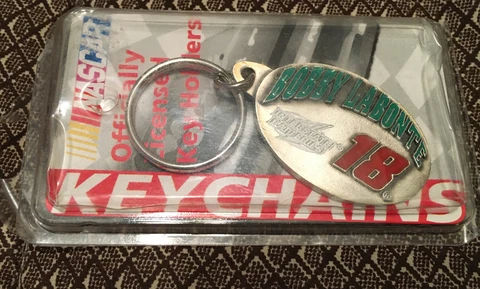 NASCAR
Officially
Licensed
Key Holders
BOBBY LABONTE
18
KEYCHAINS